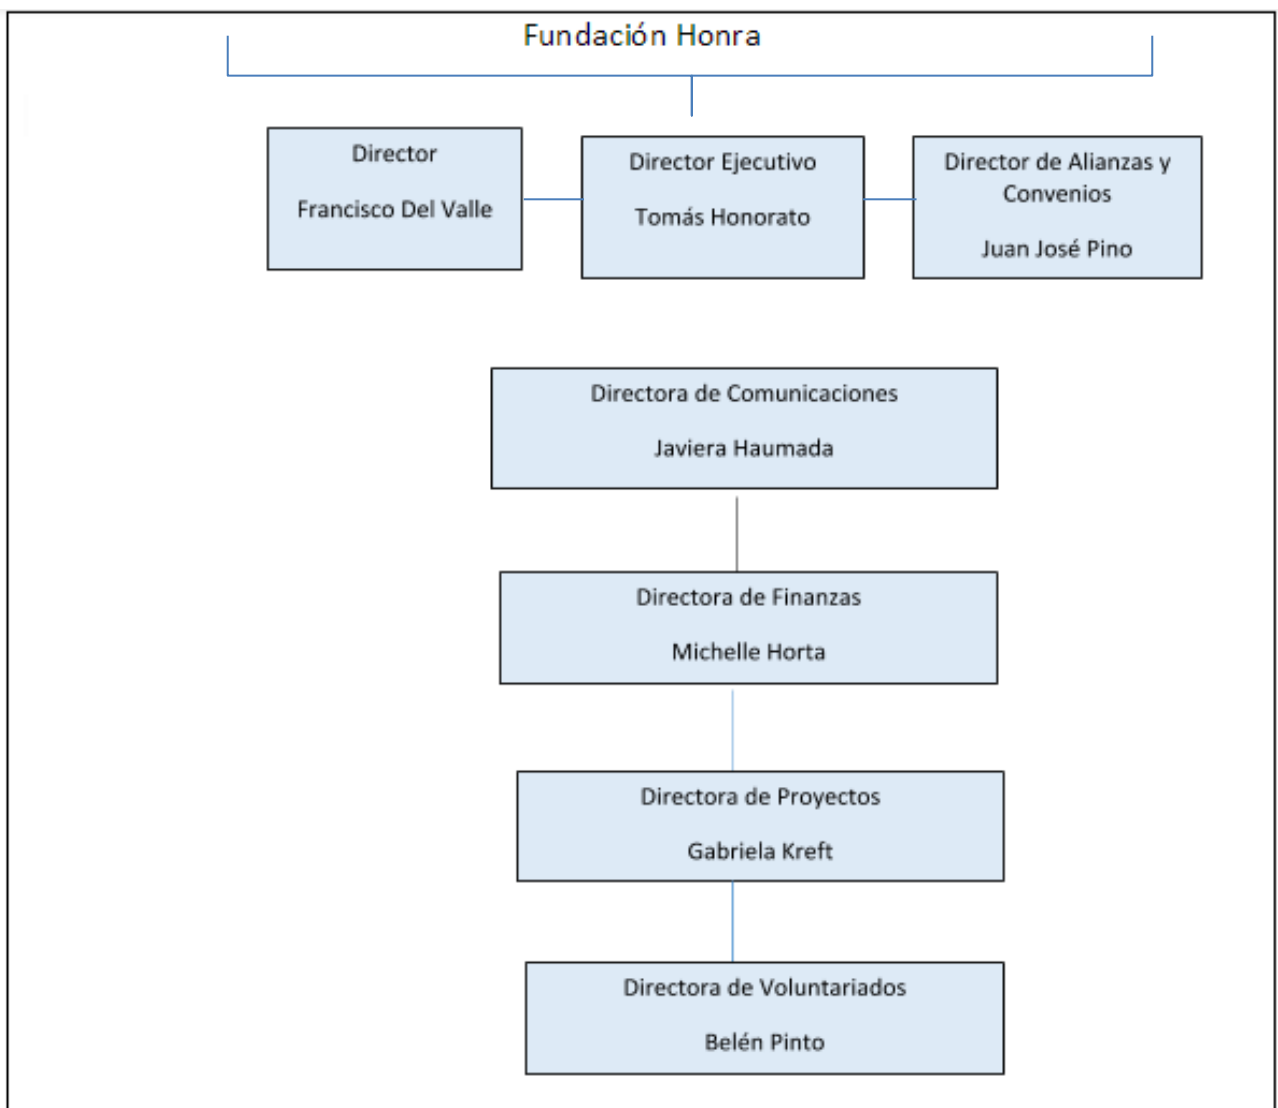 Fundación Honra
Director
Francisco Del Valle
Director Ejecutivo
Tomás Honorato
Director de Alianzas y
Convenios
Juan José Pino
Directora de Comunicaciones
Javiera Haumada
Directora de Finanzas
Michelle Horta
Directora de Proyectos
Gabriela Kreft
Directora de Voluntariados
Belén Pinto